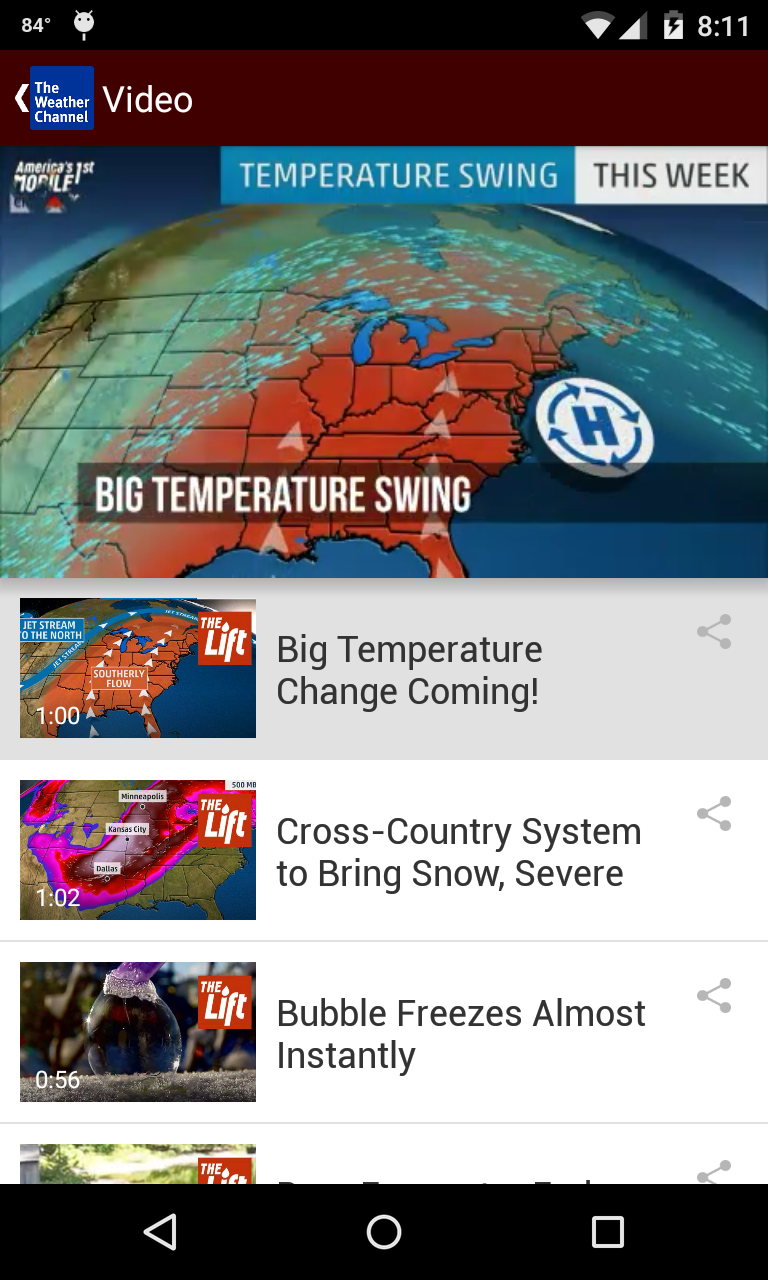 84°
8:11
The
Weather
Channel
Video
America's 1st
MOBILE
TEMPERATURE SWING
THIS WEEK
H
BIG TEMPERATURE SWING
JET STREAM
TO THE NORTH
JET STREAM
JET STREAM
SOUTHERLY
FLOW
THE
Lift
1:00
Big Temperature
Change Coming!
500 MB
Minneapolis
Kansas City
Dallas
THE
Lift
1:02
Cross-Country System
to Bring Snow, Severe
THE
Lift
0:56
Bubble Freezes Almost
Instantly
THE
Lift